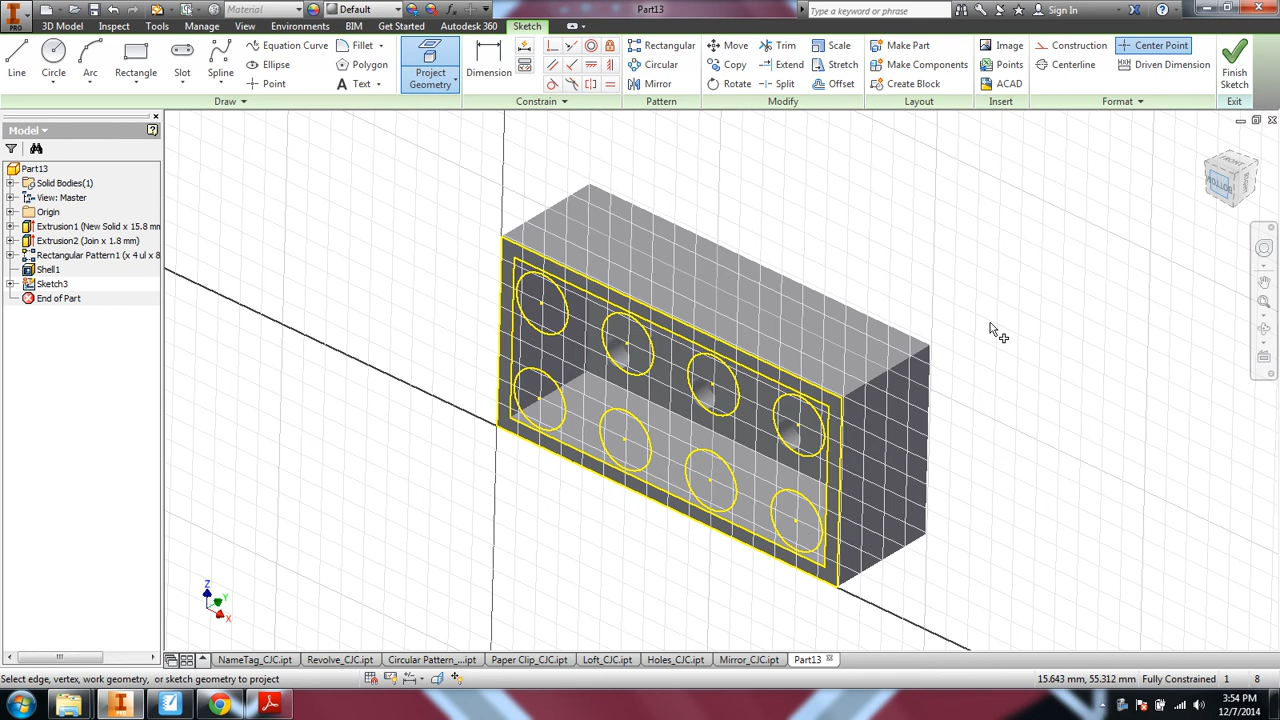 PRO
Material
Default
Part13
Type a keyword or phrase
Sign In
3D Model Inspect Tools Manage View Environments BIM Get Started Autodesk 360 Sketch
Line Circle Arc Rectangle Slot Spline
Equation Curve Fillet
Ellipse Polygon
Point Text
Project Geometry
Dimension
Rectangular Move Trim Scale Make Part Image Construction Center Point
Circular Copy Extend Stretch Make Components Points Centerline Driven Dimension
Mirror Rotate Split Offset Create Block ACAD
Finish Sketch
Draw Constrain Pattern Modify Layout Insert Format Exit
Model
Part13
Solid Bodies(1)
View: Master
Origin
Extrusion1 (New Solid x 15.8 mm
Extrusion2 (Join x 1.8 mm)
Rectangular Pattern1 (x 4 ul x 8
Shell1
Sketch3
End of Part
FRONT
BOTTOM
Z
Y
X
NameTag_CJC.ipt Revolve_CJC.ipt Circular Pattern_...ipt Paper Clip_CJC.ipt Loft_CJC.ipt Holes_CJC.ipt Mirror_CJC.ipt Part13
Select edge, vertex, work geometry, or sketch geometry to project
15.643 mm, 55.312 mm Fully Constrained 1 8
3:54 PM
12/7/2014